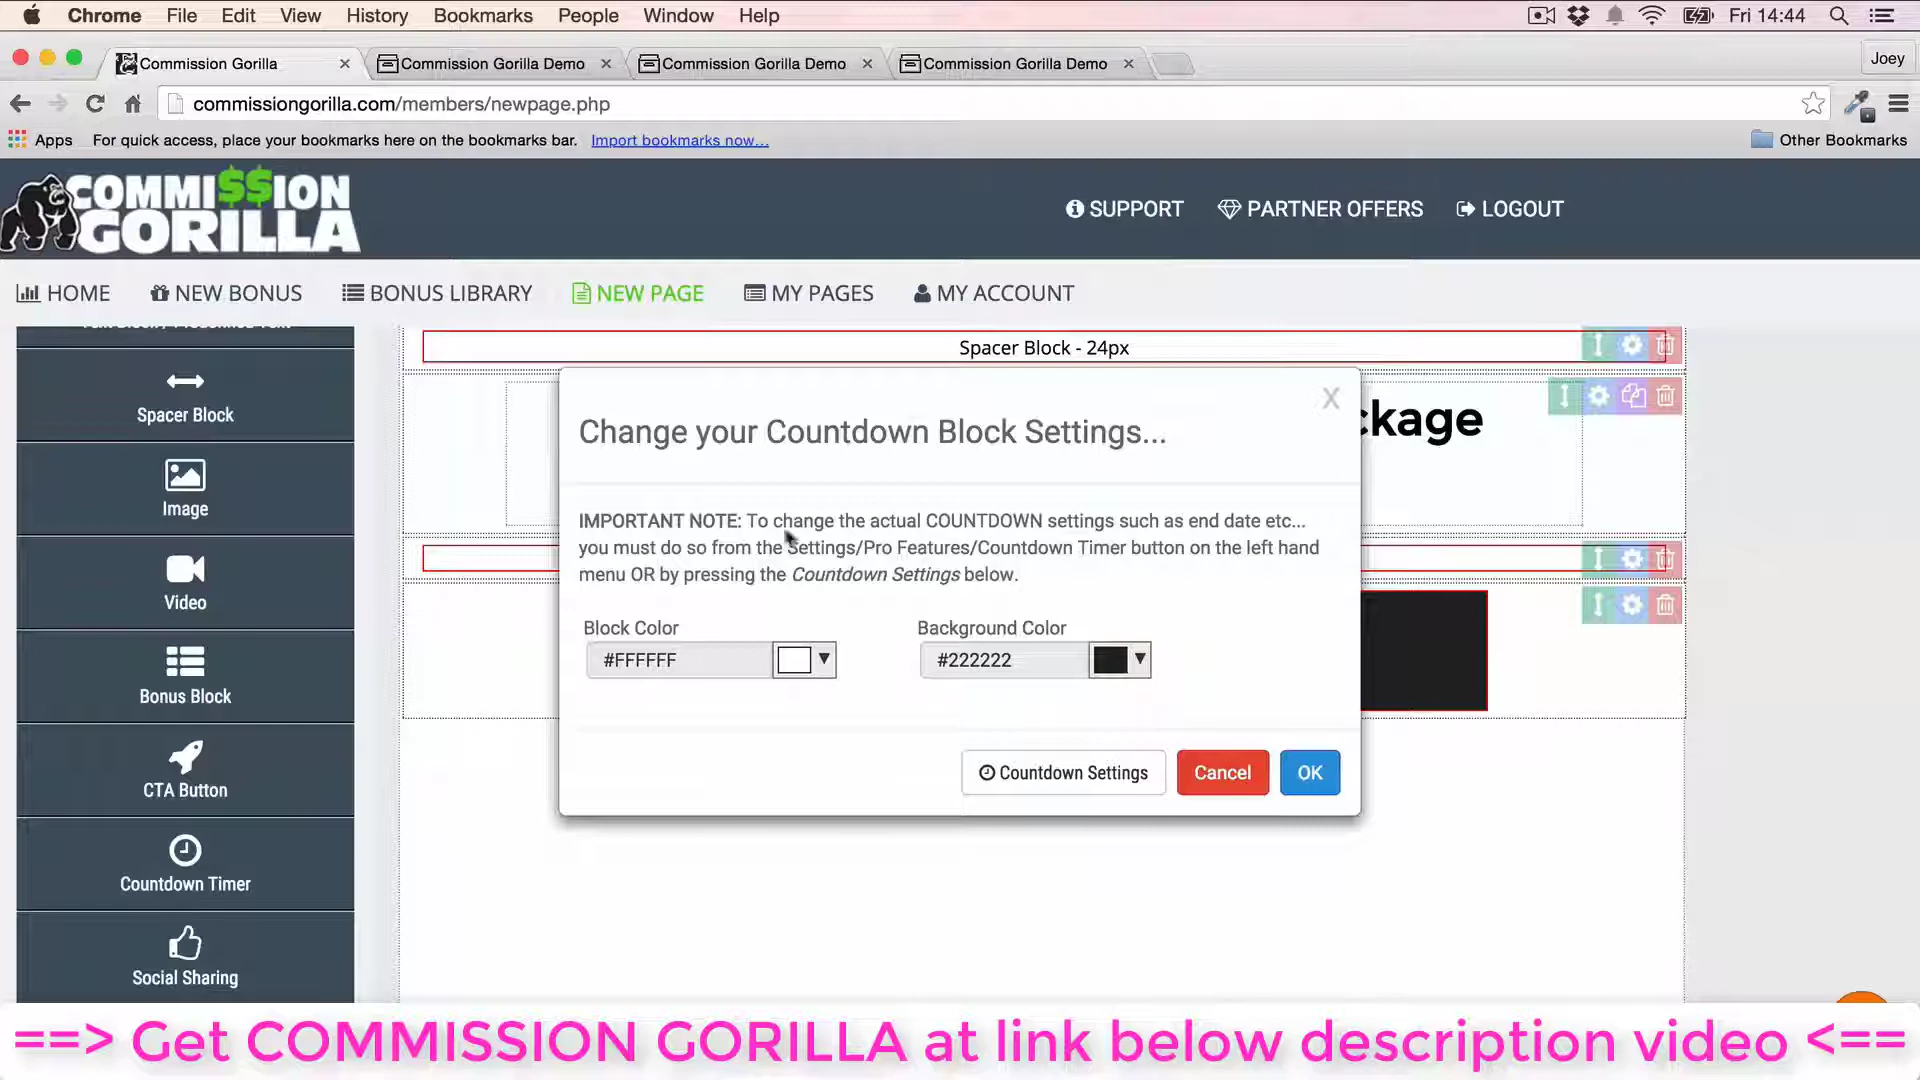 Chrome File Edit View History Bookmarks People Window Help Fri 14:44
Commission Gorilla Commission Gorilla Demo Commission Gorilla Demo Commission Gorilla Demo Joey
commissiongorilla.com/members/newpage.php
Apps For quick access, place your bookmarks here on the bookmarks bar. Import bookmarks now... Other Bookmarks
COMMI$$ION
GORILLA
SUPPORT PARTNER OFFERS LOGOUT
HOME NEW BONUS BONUS LIBRARY NEW PAGE MY PAGES MY ACCOUNT
Spacer Block - 24px
Spacer Block
ckage
Change your Countdown Block Settings...
X
Image
IMPORTANT NOTE: To change the actual COUNTDOWN settings such as end date etc...
you must do so from the Settings/Pro Features/Countdown Timer button on the left hand
menu OR by pressing the Countdown Settings below.
Video
Block Color Background Color
#FFFFFF #222222
Bonus Block
Countdown Settings Cancel OK
CTA Button
Countdown Timer
Social Sharing
==> Get COMMISSION GORILLA at link below description video <==